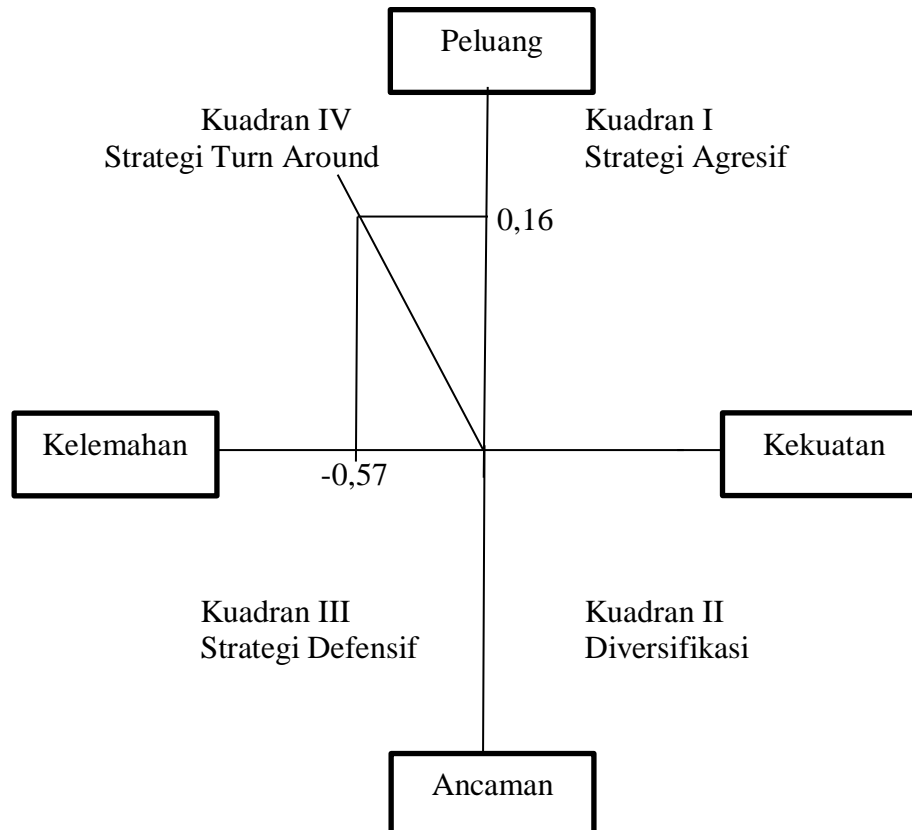 Peluang
Kuadran IV
Strategi Turn Around
Kuadran I
Strategi Agresif
0,16
Kelemahan
Kekuatan
-0,57
Kuadran III
Strategi Defensif
Kuadran II
Diversifikasi
Ancaman